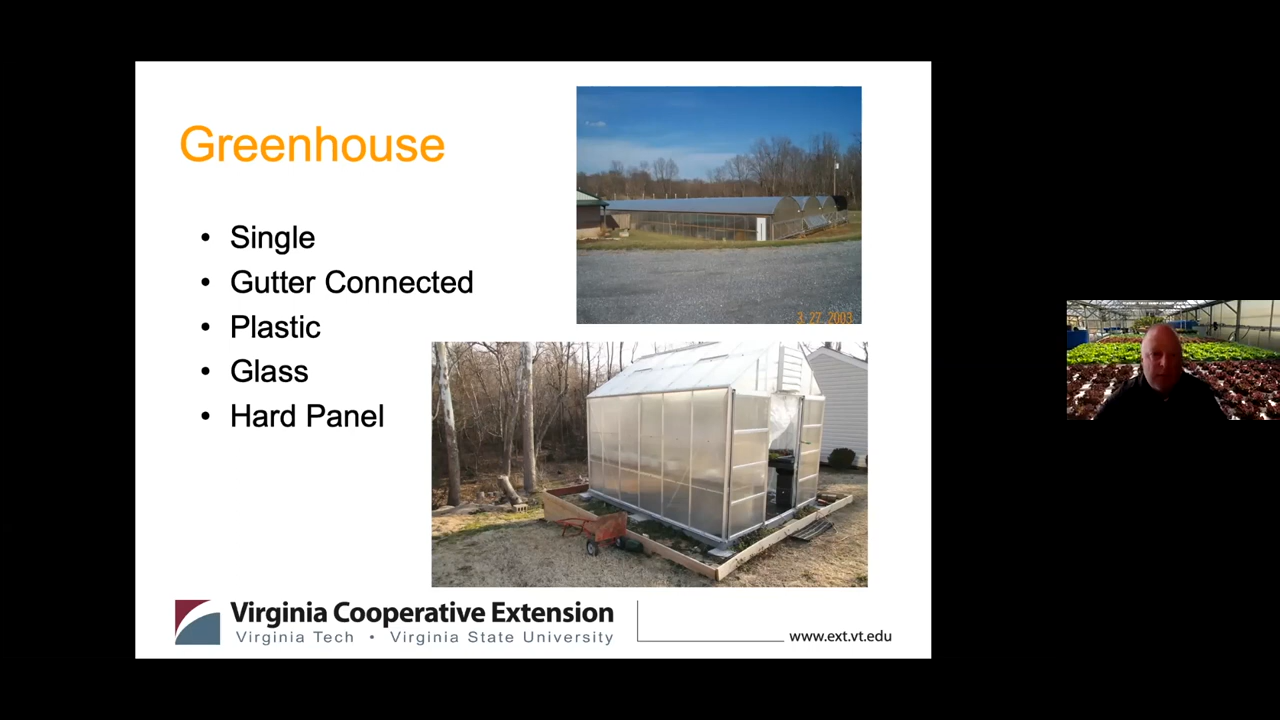 Greenhouse
• Single
• Gutter Connected
• Plastic
• Glass
• Hard Panel
3 27 2003
Virginia Cooperative Extension
Virginia Tech • Virginia State University
www.ext.vt.edu